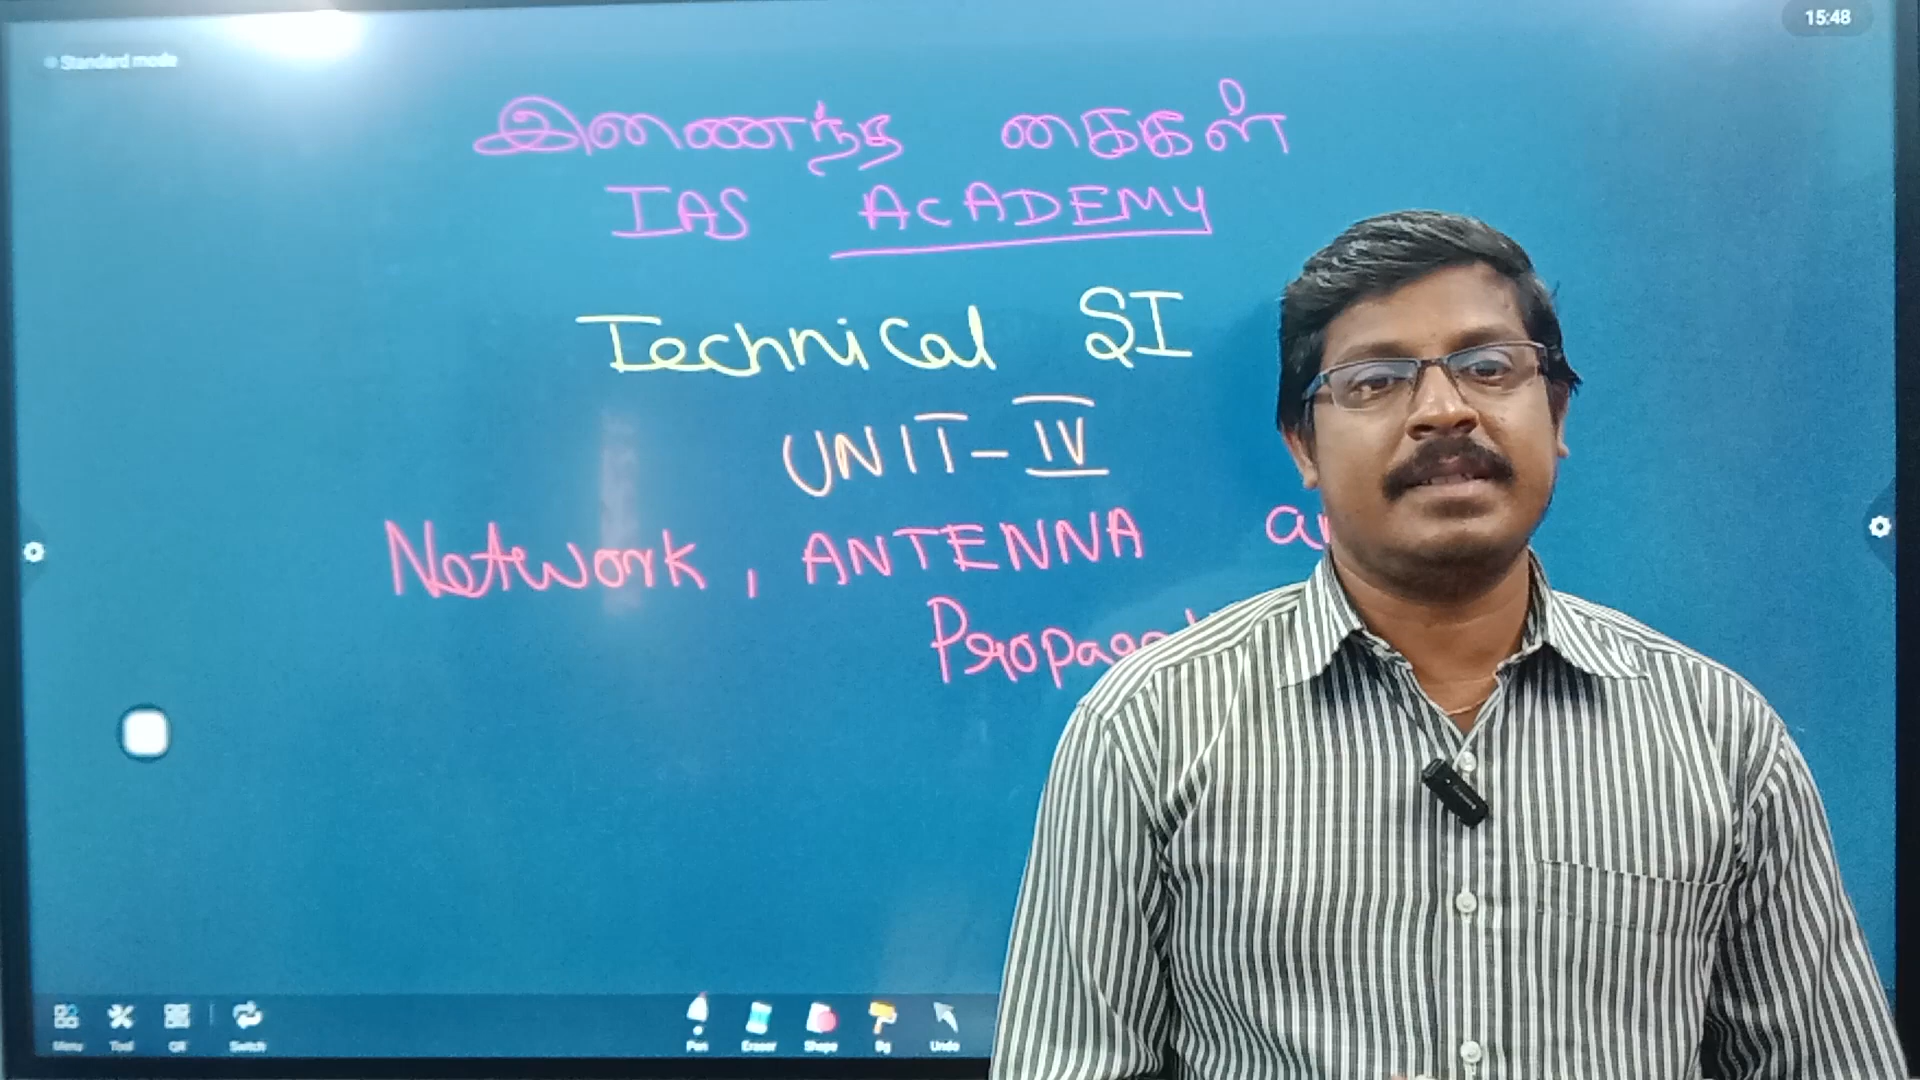 15:48
Standard mode
இணைந்த கைகள்
IAS ACADEMY
Technical SI
UNIT-IV
Network, ANTENNA
Menu Tool QR Switch Pen Eraser Shape Bg Undo